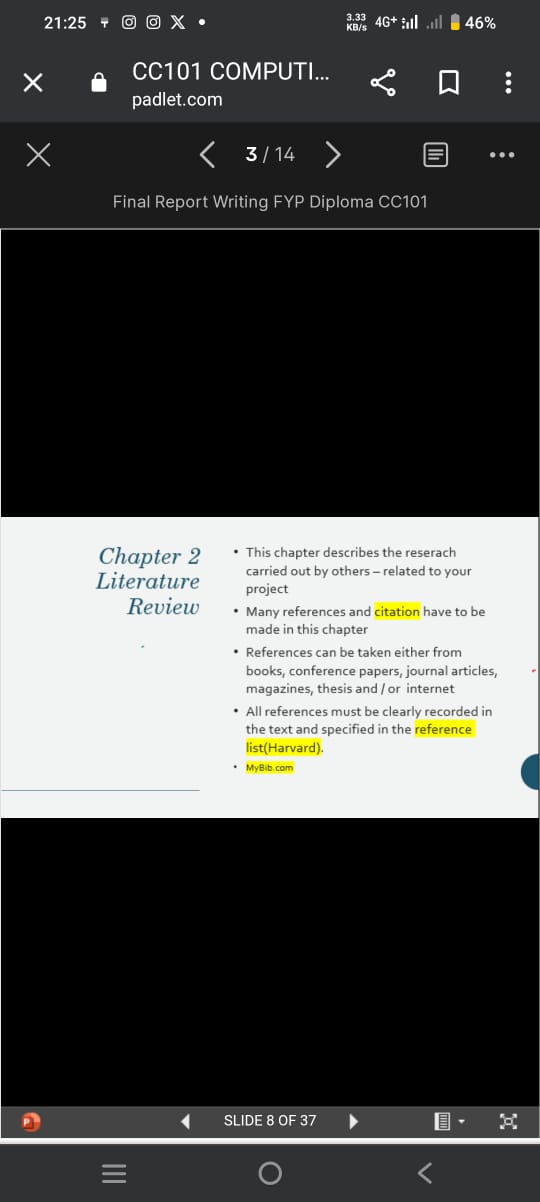 21:25
3.33
KB/s
4G+
46%
CC101 COMPUTI...
padlet.com
3 / 14
Final Report Writing FYP Diploma CC101
Chapter 2
Literature
Review
• This chapter describes the reserach
carried out by others – related to your
project
• Many references and citation have to be
made in this chapter
• References can be taken either from
books, conference papers, journal articles,
magazines, thesis and / or internet
• All references must be clearly recorded in
the text and specified in the reference
list(Harvard).
• MyBib.com
SLIDE 8 OF 37